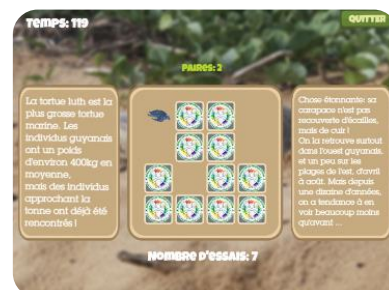 Temps: 119
QUITTER
Paires: 2
La tortue luth est la
plus grosse tortue
marine. Les
individus guyanais
ont un poids
d'environ 400kg en
moyenne,
mais des individus
approchant la
tonne ont déjà été
rencontrés !
Chose étonnante: sa
carapace n'est pas
recouverte d'écailles,
mais de cuir !
On la retrouve surtout
dans l'ouest guyanais,
et un peu sur les
plages de l'est, d'avril
à août. Mais depuis
une dizaine d'années,
on a tendance à en
voir beaucoup moins
qu'avant ...
Nombre d'essais: 7